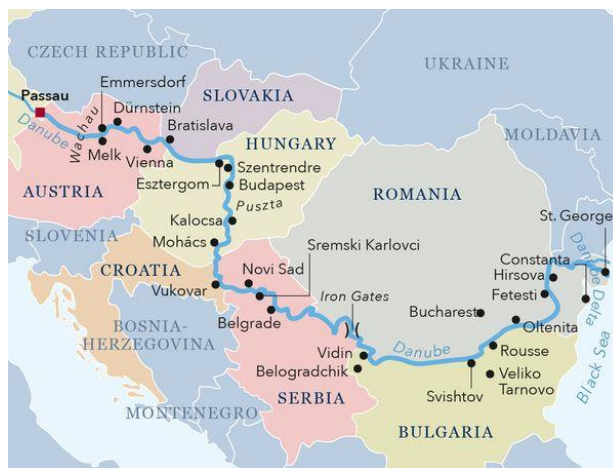 CZECH REPUBLIC
UKRAINE
Emmersdorf
Passau
Dürnstein
SLOVAKIA
Danube
Wachau
Bratislava
MOLDAVIA
Melk
Vienna
HUNGARY
Szentrendre
Esztergom
Budapest
AUSTRIA
Puszta
ROMANIA
Kalocsa
St. George
SLOVENIA
Mohács
Sremski Karlovci
Constanta
Danube Delta
CROATIA
Novi Sad
Hirsova
Vukovar
Iron Gates
Fetesti
Bucharest
BOSNIA-
HERZEGOVINA
Belgrade
Oltenita
Black Sea
Vidin
Danube
Rousse
Belogradchik
Veliko
Tarnovo
Svishtov
SERBIA
MONTENEGRO
BULGARIA